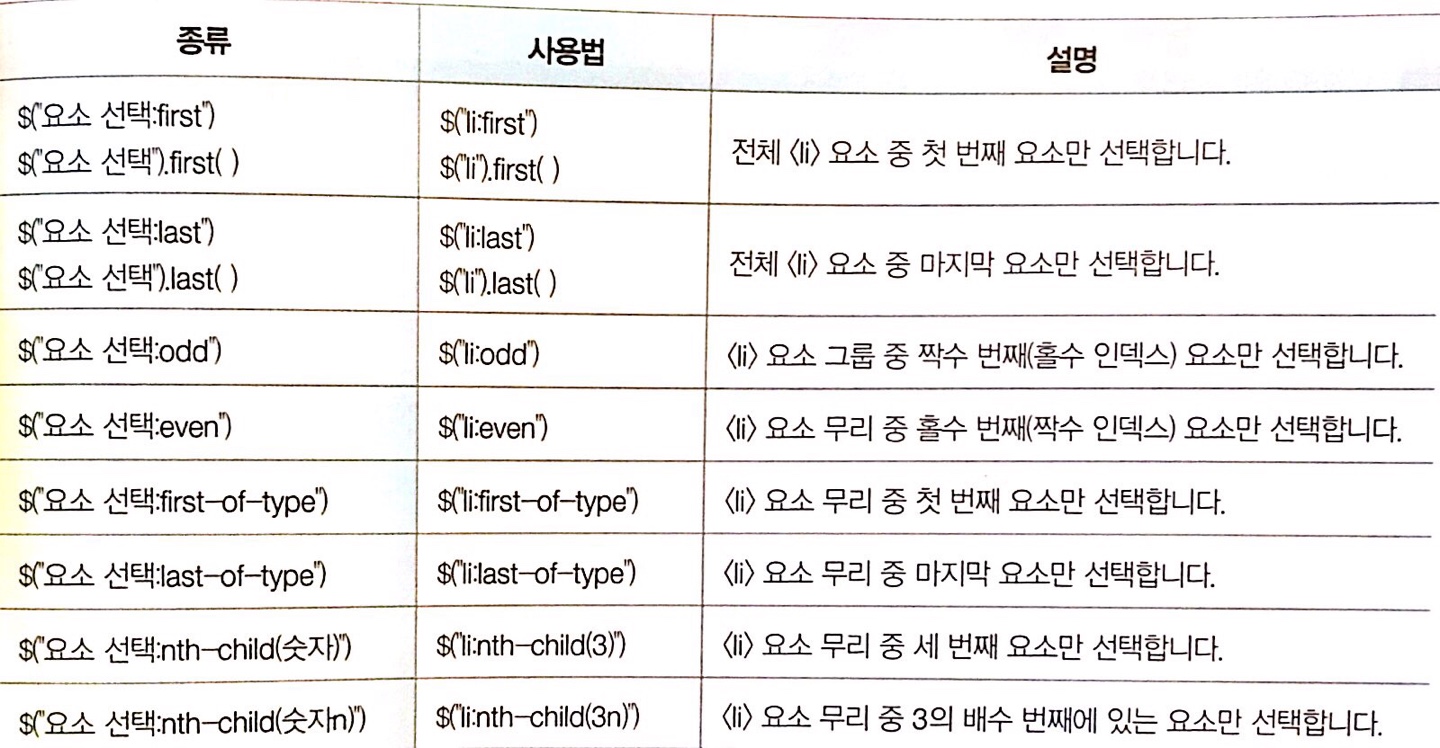 종류 사용법 설명
$("요소 선택:first") $("li:first")
$("요소 선택").first( ) $("li").first( )
전체 〈li〉 요소 중 첫 번째 요소만 선택합니다.
$("요소 선택:last") $("li:last")
$("요소 선택").last( ) $("li").last( )
전체 〈li〉 요소 중 마지막 요소만 선택합니다.
$("요소 선택:odd") $("li:odd") 〈li〉 요소 그룹 중 짝수 번째(홀수 인덱스) 요소만 선택합니다.
$("요소 선택:even") $("li:even") 〈li〉 요소 무리 중 홀수 번째(짝수 인덱스) 요소만 선택합니다.
$("요소 선택:first-of-type") $("li:first-of-type") 〈li〉 요소 무리 중 첫 번째 요소만 선택합니다.
$("요소 선택:last-of-type") $("li:last-of-type") 〈li〉 요소 무리 중 마지막 요소만 선택합니다.
$("요소 선택:nth-child(숫자)") $("li:nth-child(3)") 〈li〉 요소 무리 중 세 번째 요소만 선택합니다.
$("요소 선택:nth-child(숫자n)") $("li:nth-child(3n)") 〈li〉 요소 무리 중 3의 배수 번째에 있는 요소만 선택합니다.